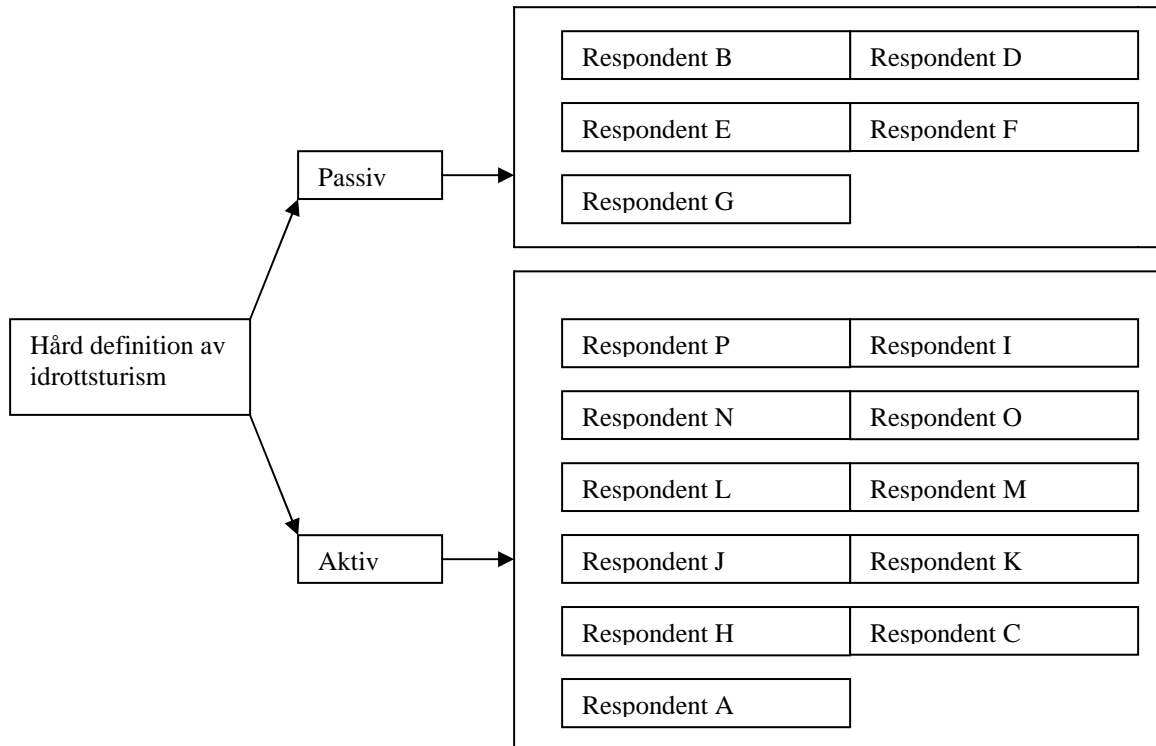 Respondent B
Respondent D
Respondent E
Respondent F
Passiv
Respondent G
Hård definition av
idrottsturism
Respondent P
Respondent I
Respondent N
Respondent O
Respondent L
Respondent M
Aktiv
Respondent J
Respondent K
Respondent H
Respondent C
Respondent A